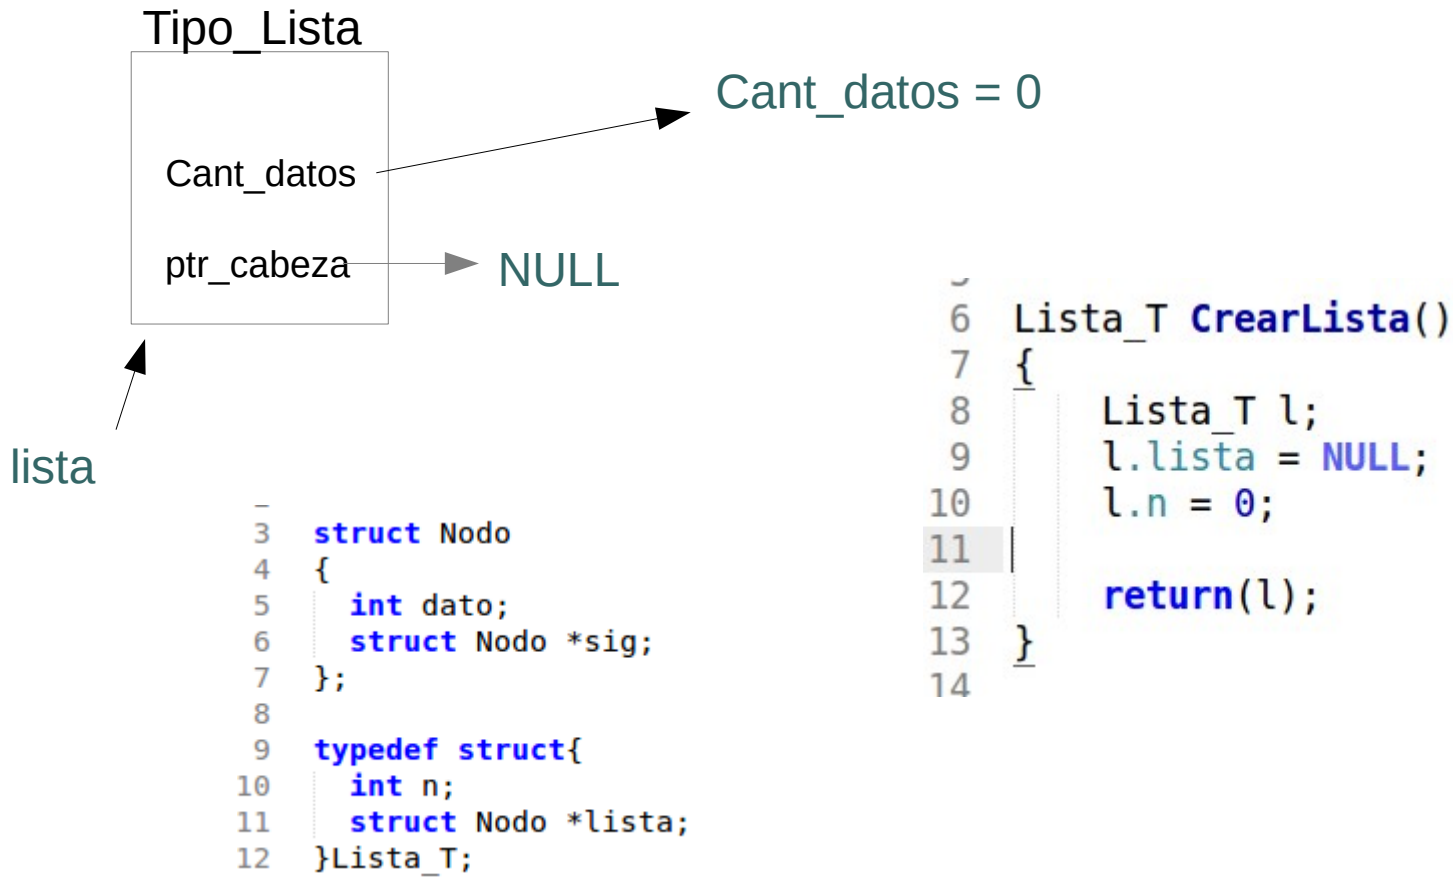 Tipo_Lista
Cant_datos
Cant_datos = 0
ptr_cabeza
NULL
lista
3 struct Nodo
4 {
5 int dato;
6 struct Nodo *sig;
7 };
8
9 typedef struct{
10 int n;
11 struct Nodo *lista;
12 }Lista_T;
6 Lista_T CrearLista()
7 {
8 Lista_T l;
9 l.lista = NULL;
10 l.n = 0;
11
12 return(l);
13 }
14